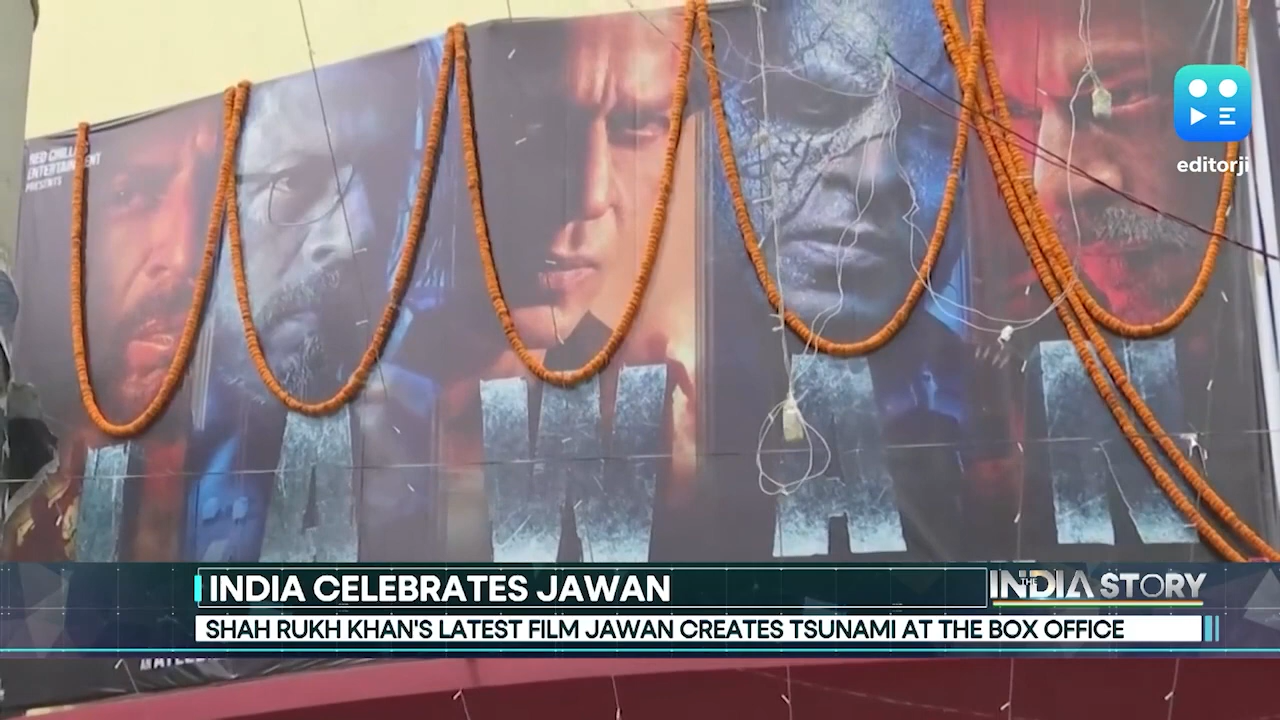 RED CHILLIES
ENTERTAINMENT
PRESENTS
editorji
JAWAN
INDIA CELEBRATES JAWAN
THE INDIA STORY
SHAH RUKH KHAN'S LATEST FILM JAWAN CREATES TSUNAMI AT THE BOX OFFICE